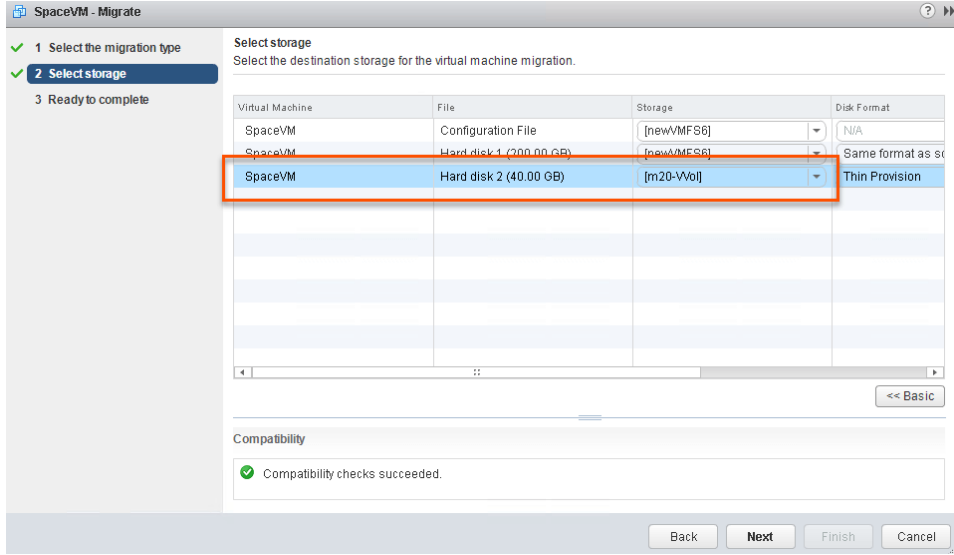 SpaceVM - Migrate
1 Select the migration type
2 Select storage
3 Ready to complete
Select storage
Select the destination storage for the virtual machine migration.
Virtual Machine File Storage Disk Format
SpaceVM Configuration File [newVMFS6] N/A
SpaceVM Hard disk 1 (200.00 GB) [newVMFS6] Same format as so
SpaceVM Hard disk 2 (40.00 GB) [m20-VVol] Thin Provision
<< Basic
Compatibility
Compatibility checks succeeded.
Back Next Finish Cancel